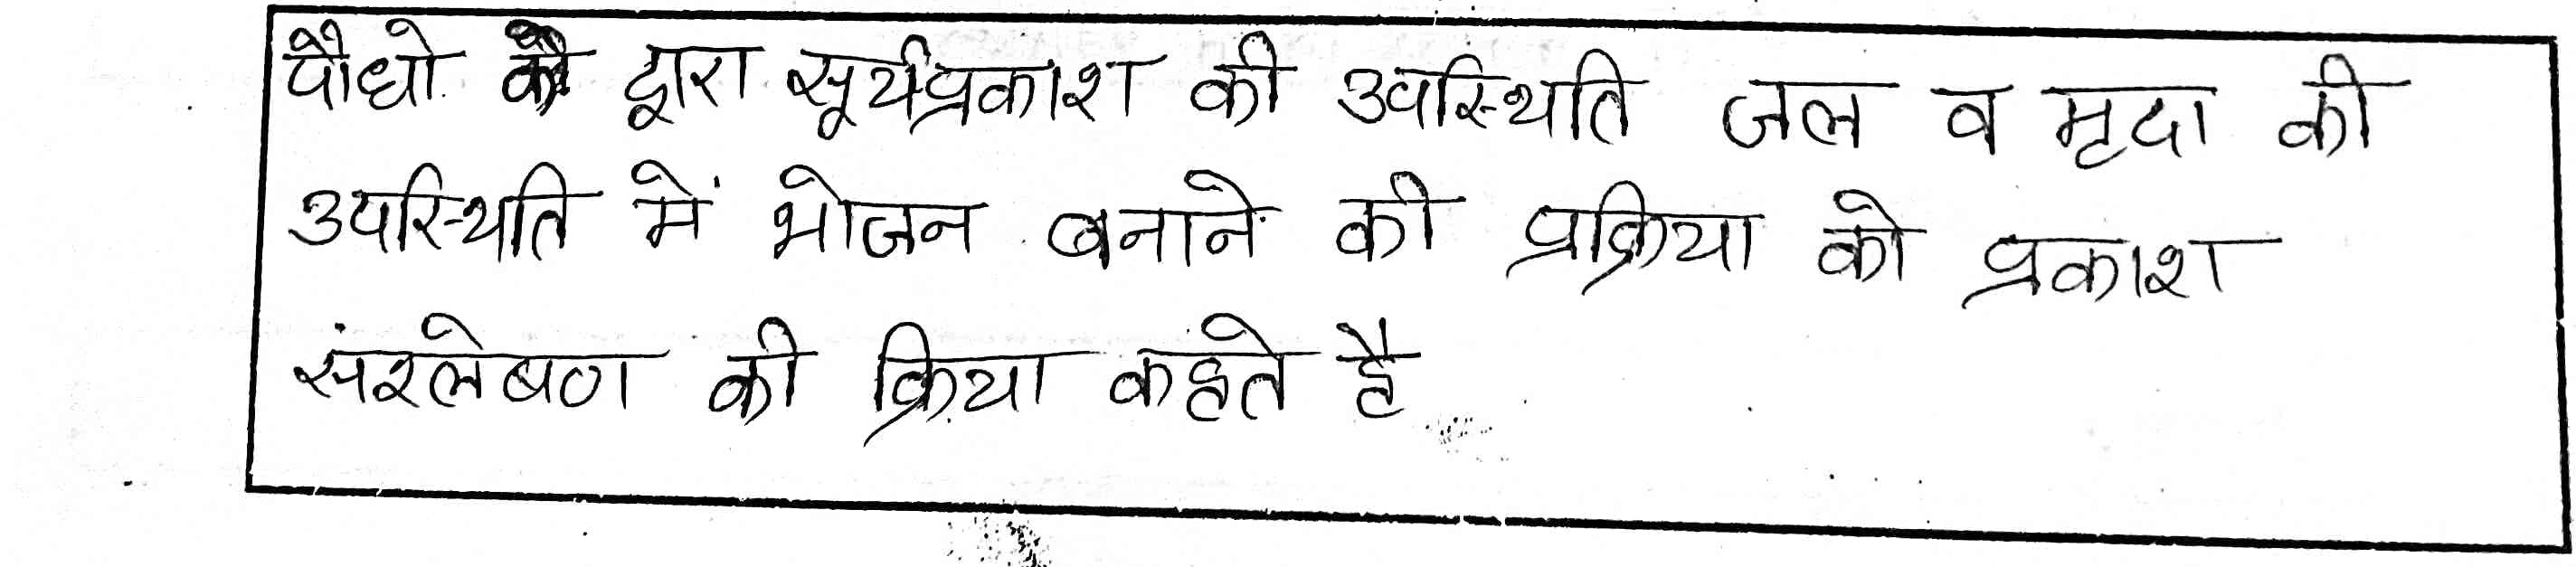 पौधो के द्वारा सूर्यप्रकाश की उपस्थिति जल व मृदा की
उपस्थिति में भोजन बनाने की प्रक्रिया को प्रकाश
संश्लेषण की क्रिया कहते है